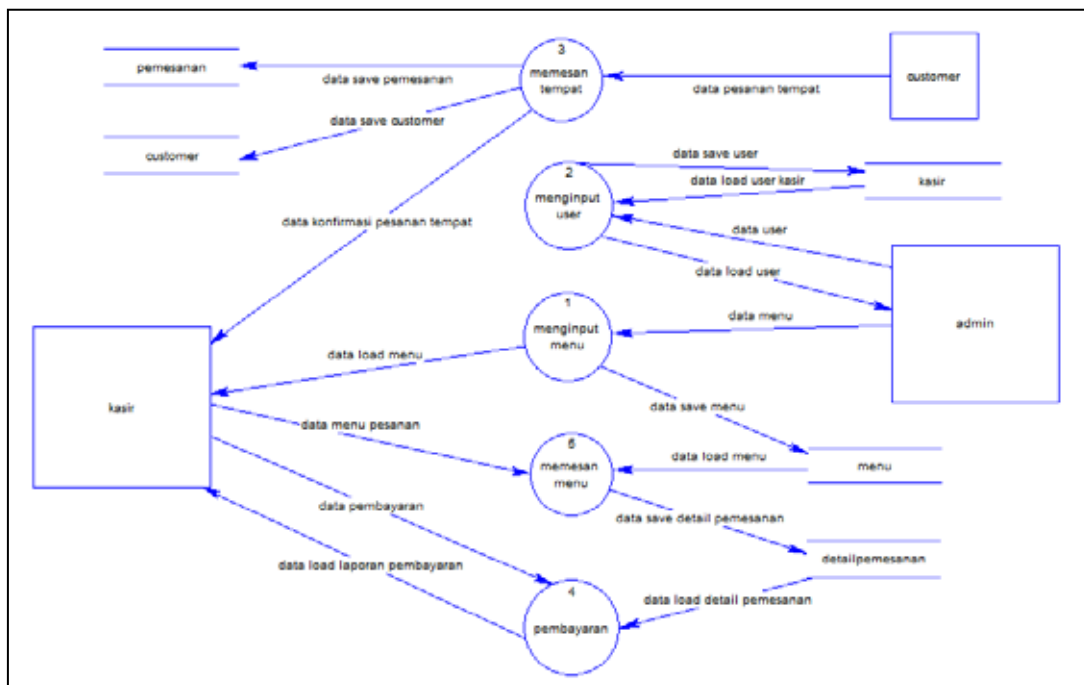 3
memesan
tempat
customer
pemesanan
data save pemesanan
data pesanan tempat
data save customer
customer
data save user
2
menginput
user
data load user kasir
kasir
data konfirmasi pesanan tempat
data user
data load user
1
menginput
menu
data menu
admin
data load menu
kasir
data save menu
data menu pesanan
5
memesan
menu
data load menu
menu
data pembayaran
data save detail pemesanan
detailpemesanan
data load laporan pembayaran
4
pembayaran
data load detail pemesanan